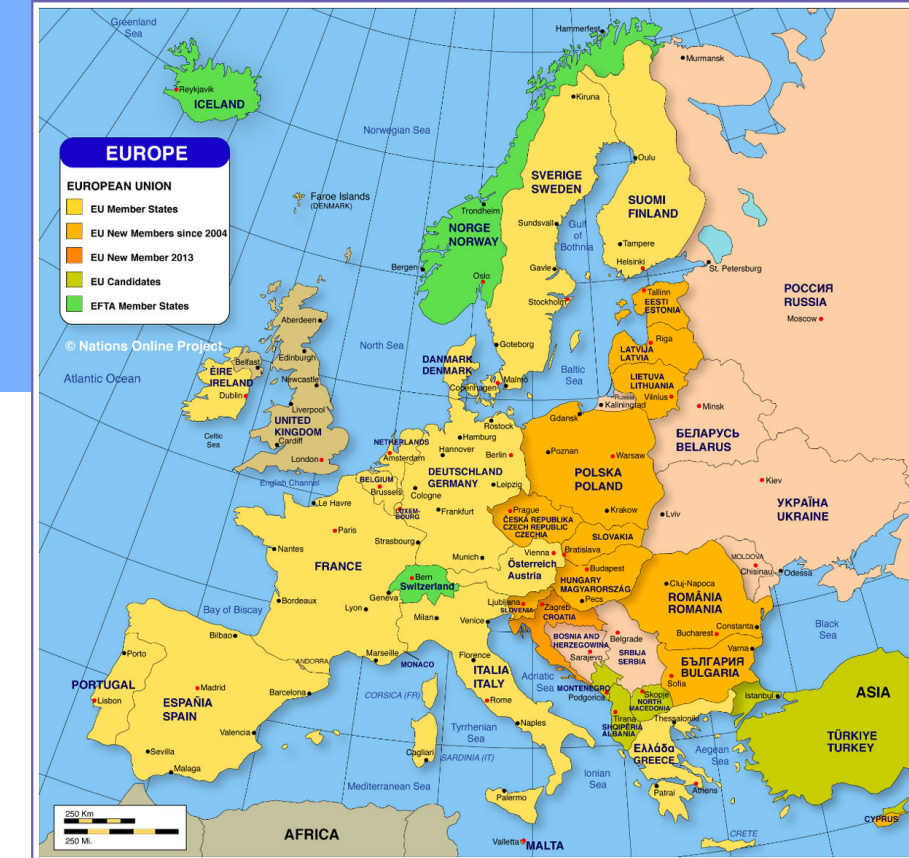 Greenland
Sea
Hammerfest
Murmansk
Reykjavik
ICELAND
Kiruna
Norwegian Sea
EUROPE
EUROPEAN UNION
EU Member States
EU New Members since 2004
EU New Member 2013
EU Candidates
EFTA Member States
© Nations Online Project
Oulu
SVERIGE
SWEDEN
SUOMI
FINLAND
Faroe Islands
(DENMARK)
Trondheim
NORGE
NORWAY
Sundsvall
Gulf
of
Bothnia
Tampere
Helsinki
St. Petersburg
Bergen
Oslo
Gavle
Stockholm
Tallinn
EESTI
ESTONIA
РОССИЯ
RUSSIA
Moscow
Aberdeen
North Sea
Goteborg
Riga
LATVIJA
LATVIA
Edinburgh
Belfast
DANMARK
DENMARK
Copenhagen
Malmö
Baltic
Sea
LIETUVA
LITHUANIA
Vilnius
Russia
Kaliningrad
Minsk
Atlantic Ocean
ÉIRE
IRELAND
Dublin
Newcastle
Liverpool
UNITED
KINGDOM
Cardiff
London
Celtic
Sea
English Channel
БЕЛАРУСЬ
BELARUS
Gdansk
Rostock
Hamburg
NETHERLANDS
Amsterdam
Hannover
Berlin
Poznan
Warsaw
POLSKA
POLAND
BELGIUM
Brussels
DEUTSCHLAND
GERMANY
Leipzig
Cologne
Kiev
УКРАЇНА
UKRAINE
Le Havre
LUXEM-
BOURG
Frankfurt
Prague
ČESKÁ REPUBLIKA
CZECH REPUBLIC
CZECHIA
Krakow
Lviv
Paris
Strasbourg
SLOVAKIA
Nantes
FRANCE
Munich
Vienna
Bratislava
Österreich
Austria
Budapest
HUNGARY
MAGYARORSZÁG
Pecs
MOLDOVA
Chisinau
Odessa
Bern
Switzerland
Geneva
Cluj-Napoca
ROMÂNIA
ROMANIA
Bay of Biscay
Bordeaux
Lyon
Milan
Venice
Ljubljana
SLOVENIA
Zagreb
CROATIA
Constanta
Bucharest
Bilbao
BOSNIA AND
HERZEGOWINA
Sarajevo
Belgrade
SRBIJA
SERBIA
Black
Sea
Varna
Porto
Marseille
ANDORRA
MONACO
Florence
ITALIA
ITALY
Adriatic
Sea
БЪЛГАРИЯ
BULGARIA
Sofia
PORTUGAL
Lisbon
Madrid
ESPAÑIA
SPAIN
Barcelona
CORSICA (FR)
Rome
MONTENEGRO
Podgorica
Skopje
NORTH
MACEDONIA
Istanbul
ASIA
Tirana
SHQIPËRIA
ALBANIA
Thessaloniki
Valencia
Tyrrhenian
Sea
Naples
TÜRKIYE
TURKEY
Sevilla
Cagliari
SARDINIA (IT)
Ελλάδα
GREECE
Aegean
Sea
Malaga
Mediterranean Sea
Ionian
Sea
Palermo
Patrai
Athens
250 Km
250 Mi.
AFRICA
Valletta
MALTA
CRETE
CYPRUS